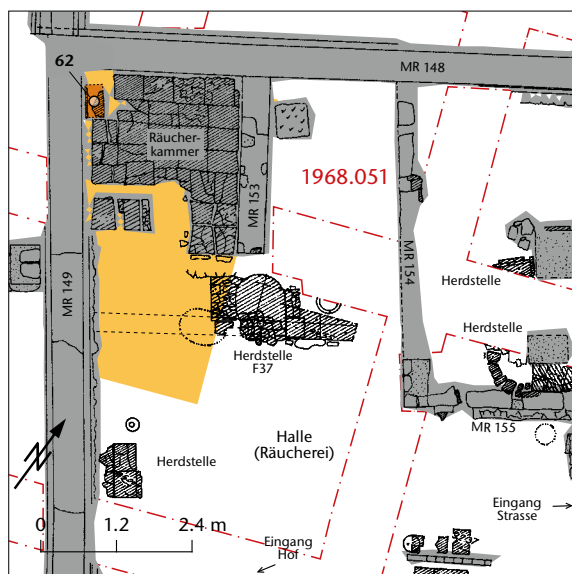 62
MR 148
Räucher-
kammer
MR 153
1968.051
MR 154
MR 149
Herdstelle
Herdstelle
Herdstelle
F37
MR 155
Halle
(Räucherei)
Herdstelle
Eingang
Strasse
0 1.2 2.4 m
Eingang
Hof